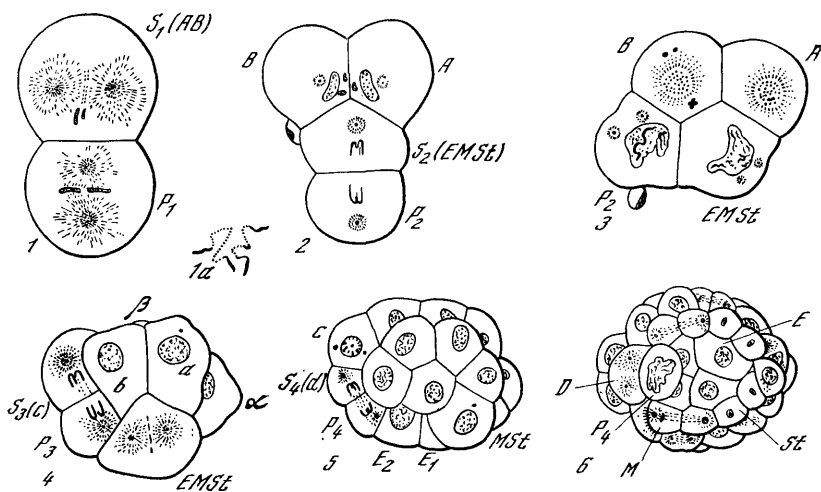 S₁(AB)
P₁
1
1a
B
A
S₂(EMSt)
P₂
2
B
A
P₂
3
EMSt
β
b
a
α
S₃(c)
P₃
4
EMSt
C
S₄(d)
P₄
5
E₂
E₁
MSt
E
D
P₄
6
M
St